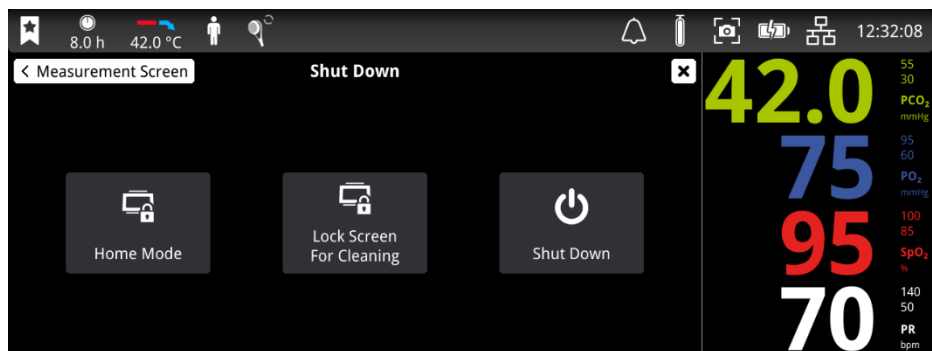 8.0 h
42.0 °C
12:32:08
< Measurement Screen
Shut Down
Home Mode
Lock Screen
For Cleaning
Shut Down
42.0
55
30
PCO₂
mmHg
75
95
60
PO₂
mmHg
95
100
85
SpO₂
%
70
140
50
PR
bpm